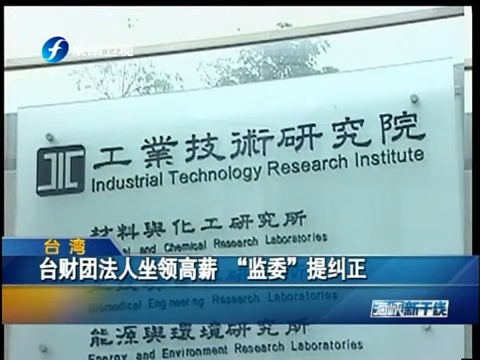 工業技術研究院
Industrial Technology Research Institute
材料與化工研究所
and Chemical Research Laboratories
台湾
台财团法人坐领高薪 “监委”提纠正
Biomedical Engineering Research Laboratories
海峡新干线
能源與環境研究所
Energy and Environment Research Laboratories